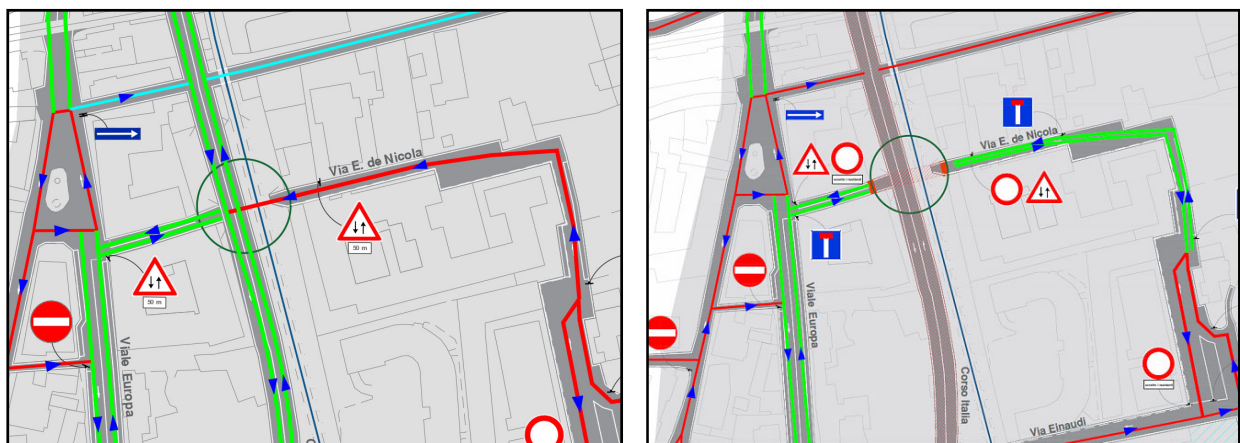 Via E. de Nicola
50 m
50 m
Viale Europa
Via E. de Nicola
Viale Europa
Corso Italia
Via Einaudi